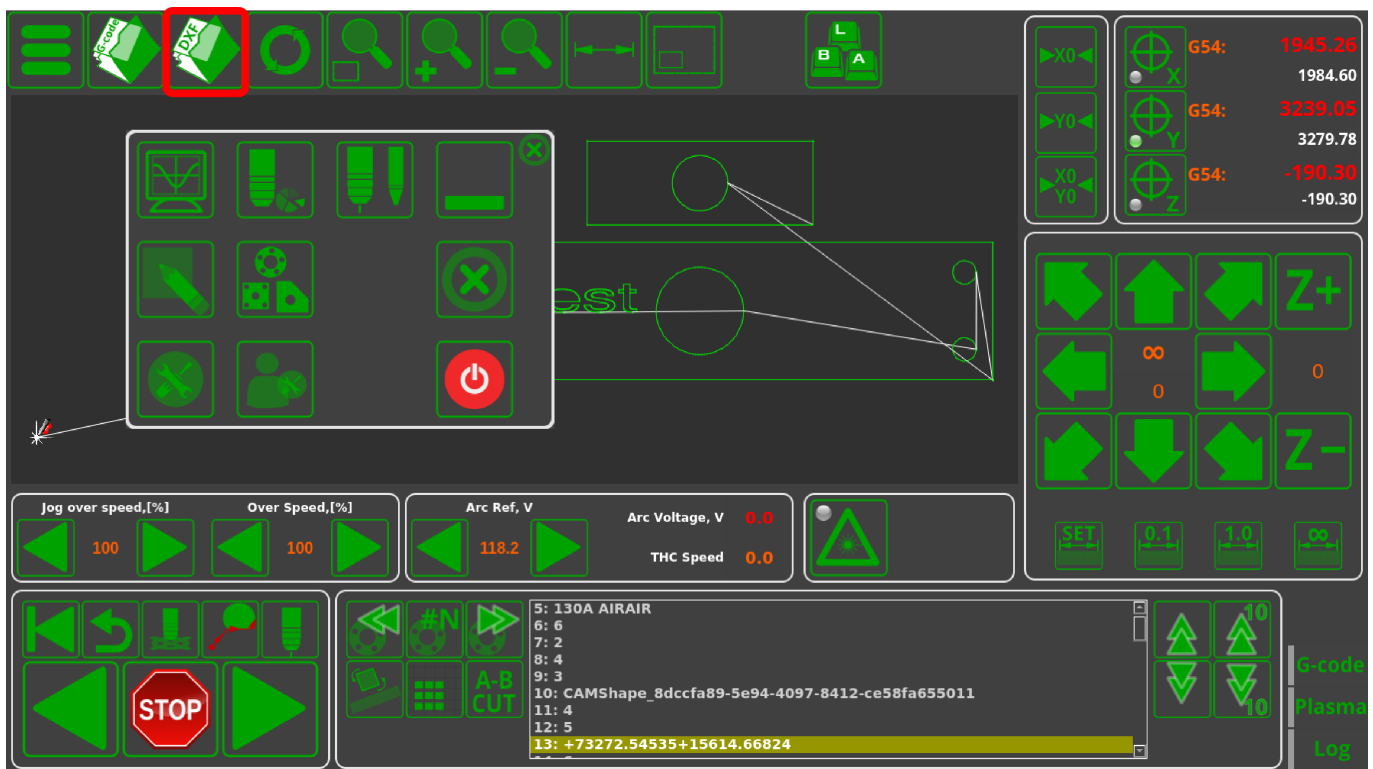 G-code
DXF
L
B A
X0
Y0
X0
Y0
X
G54: 1945.26
1984.60
Y
G54: 3239.05
3279.78
Z
G54: -190.30
-190.30
est
Z+
∞
0
0
Z-
SET
0.1
1.0
∞
Jog over speed,[%]
100
Over Speed,[%]
100
Arc Ref, V
118.2
Arc Voltage, V 0.0
THC Speed 0.0
STOP
#N
A-B
CUT
5: 130A AIRAIR
6: 6
7: 2
8: 4
9: 3
10: CAMShape_8dccfa89-5e94-4097-8412-ce58fa655011
11: 4
12: 5
13: +73272.54535+15614.66824
10
10
G-code
Plasma
Log